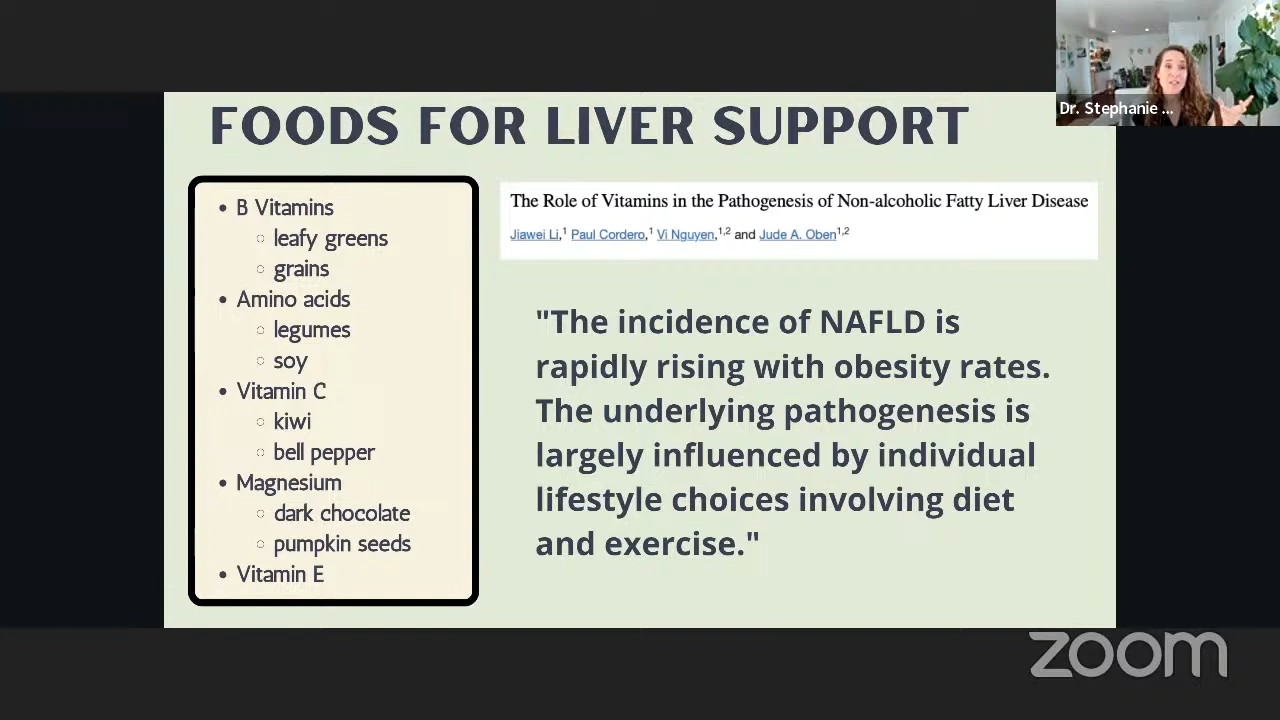 Dr. Stephanie ...
FOODS FOR LIVER SUPPORT
• B Vitamins
○ leafy greens
○ grains
• Amino acids
○ legumes
○ soy
• Vitamin C
○ kiwi
○ bell pepper
• Magnesium
○ dark chocolate
○ pumpkin seeds
• Vitamin E
The Role of Vitamins in the Pathogenesis of Non-alcoholic Fatty Liver Disease
Jiawei Li,1 Paul Cordero,1 Vi Nguyen,1,2 and Jude A. Oben1,2
"The incidence of NAFLD is
rapidly rising with obesity rates.
The underlying pathogenesis is
largely influenced by individual
lifestyle choices involving diet
and exercise."
zoom